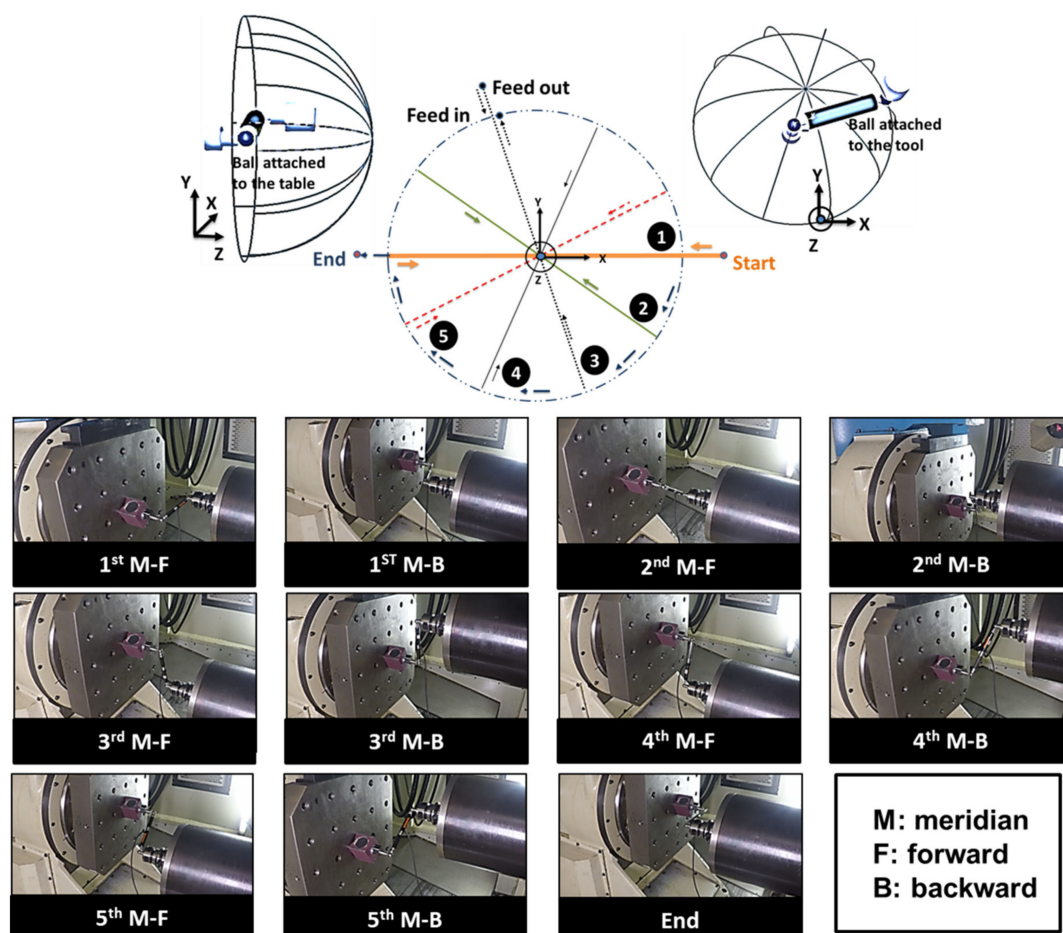 Feed out
Feed in
Ball attached
to the table
Y
X
Z
Ball attached
to the tool
Y
X
Z
Y
X
Z
1
End
Start
2
3
4
5
1st M-F
1ST M-B
2nd M-F
2nd M-B
3rd M-F
3rd M-B
4th M-F
4th M-B
5th M-F
5th M-B
End
M: meridian
F: forward
B: backward